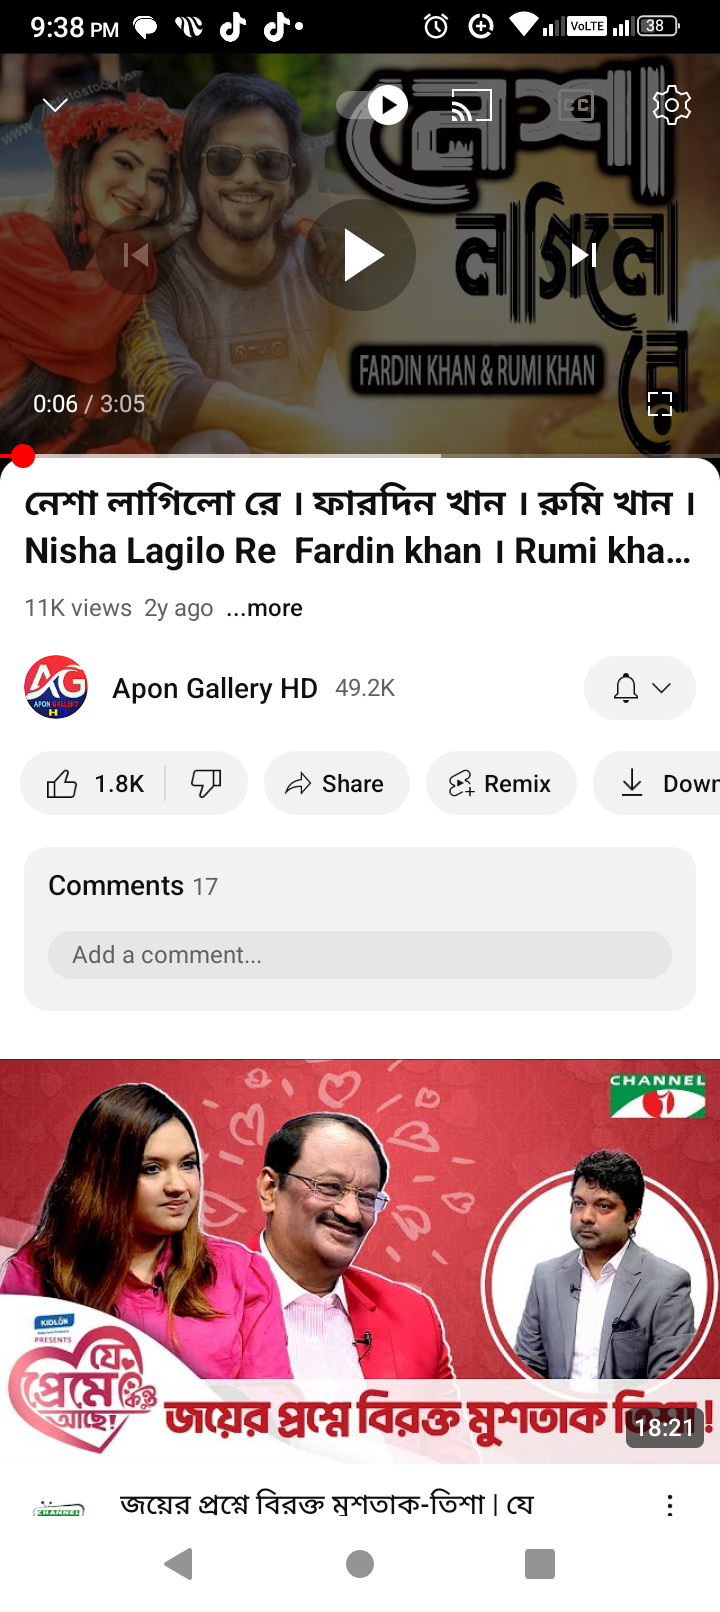 9:38 PM
VoLTE
38
CC
নেশা
লাগিলো
রে
FARDIN KHAN & RUMI KHAN
0:06 / 3:05
নেশা লাগিলো রে । ফারদিন খান । রুমি খান ।
Nisha Lagilo Re Fardin khan । Rumi kha...
11K views 2y ago ...more
AG
APON GALLERY
HD
Apon Gallery HD 49.2K
1.8K
Share
Remix
Down
Comments 17
Add a comment...
CHANNEL
i
KIDLON
PRESENTS
যে
প্রেমে কিন্তু
আছে!
জয়ের প্রশ্নে বিরক্ত মুশতাক তিশা!
18:21
CHANNEL
জয়ের প্রশ্নে বিরক্ত মুশতাক-তিশা | যে